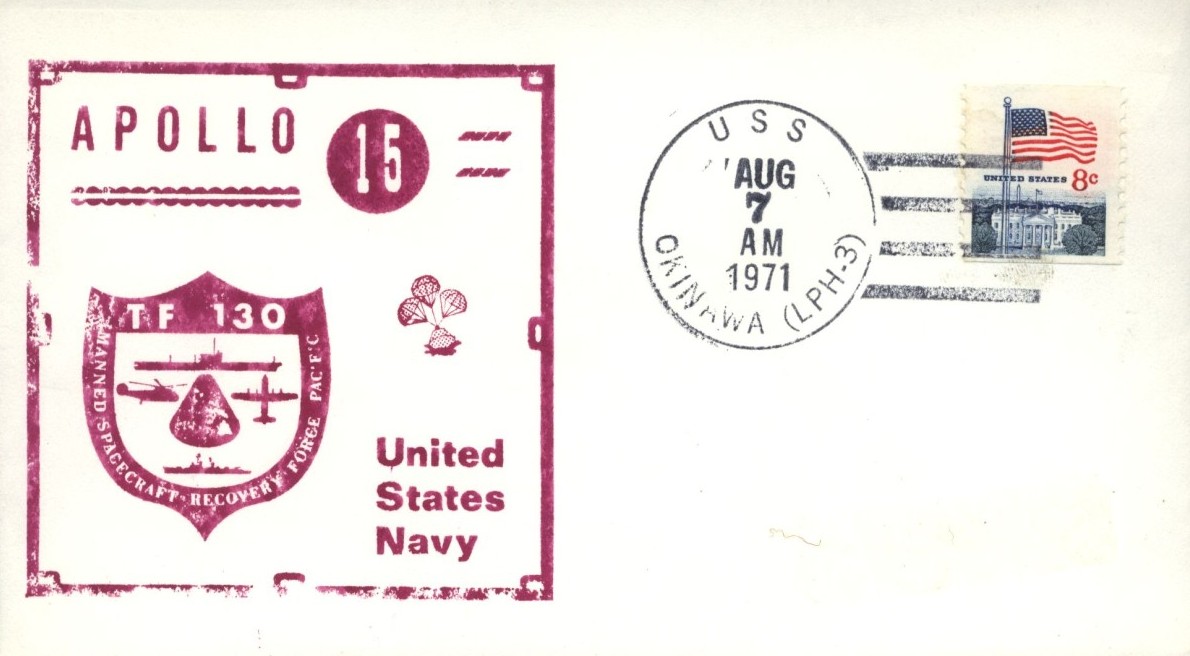 APOLLO 15
TF 130
MANNED SPACECRAFT RECOVERY FORCE PACIFIC
United
States
Navy
USS
AUG
7
AM
1971
OKINAWA (LPH-3)
UNITED STATES 8c